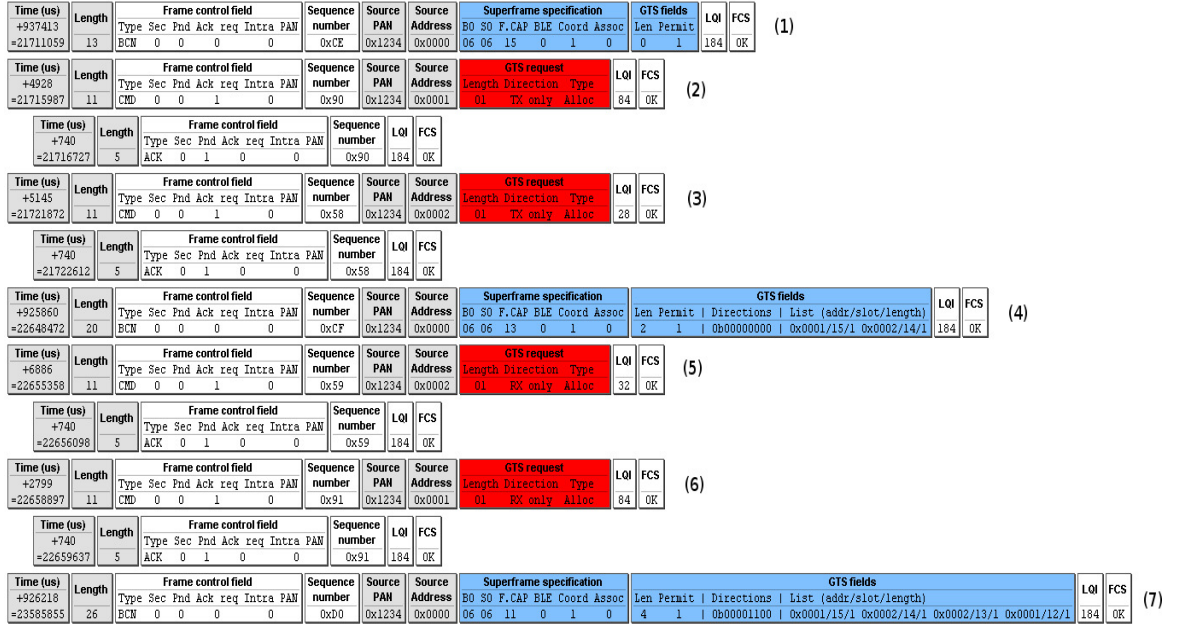 Time (us) Length Frame control field Sequence number Source PAN Source Address Superframe specification GTS fields LQI FCS
+937413 Type Sec Pnd Ack req Intra PAN BO SO F.CAP BLE Coord Assoc Len Permit (1)
=21711059 13 BCN 0 0 0 0 0xCE 0x1234 0x0000 06 06 15 0 1 0 0 1 184 OK
Time (us) Length Frame control field Sequence number Source PAN Source Address GTS request LQI FCS
+4928 Type Sec Pnd Ack req Intra PAN Length Direction Type (2)
=21715987 11 CMD 0 0 1 0 0x90 0x1234 0x0001 01 TX only Alloc 84 OK
Time (us) Length Frame control field Sequence number LQI FCS
+740 Type Sec Pnd Ack req Intra PAN
=21716727 5 ACK 0 1 0 0 0x90 184 OK
Time (us) Length Frame control field Sequence number Source PAN Source Address GTS request LQI FCS
+5145 Type Sec Pnd Ack req Intra PAN Length Direction Type (3)
=21721872 11 CMD 0 0 1 0 0x58 0x1234 0x0002 01 TX only Alloc 28 OK
Time (us) Length Frame control field Sequence number LQI FCS
+740 Type Sec Pnd Ack req Intra PAN
=21722612 5 ACK 0 1 0 0 0x58 184 OK
Time (us) Length Frame control field Sequence number Source PAN Source Address Superframe specification GTS fields LQI FCS
+925860 Type Sec Pnd Ack req Intra PAN BO SO F.CAP BLE Coord Assoc Len Permit | Directions | List (addr/slot/length) (4)
=22648472 20 BCN 0 0 0 0 0xCF 0x1234 0x0000 06 06 13 0 1 0 2 1 | 0b00000000 | 0x0001/15/1 0x0002/14/1 184 OK
Time (us) Length Frame control field Sequence number Source PAN Source Address GTS request LQI FCS
+6886 Type Sec Pnd Ack req Intra PAN Length Direction Type (5)
=22655358 11 CMD 0 0 1 0 0x59 0x1234 0x0002 01 RX only Alloc 32 OK
Time (us) Length Frame control field Sequence number LQI FCS
+740 Type Sec Pnd Ack req Intra PAN
=22656098 5 ACK 0 1 0 0 0x59 184 OK
Time (us) Length Frame control field Sequence number Source PAN Source Address GTS request LQI FCS
+2799 Type Sec Pnd Ack req Intra PAN Length Direction Type (6)
=22658897 11 CMD 0 0 1 0 0x91 0x1234 0x0001 01 RX only Alloc 84 OK
Time (us) Length Frame control field Sequence number LQI FCS
+740 Type Sec Pnd Ack req Intra PAN
=22659637 5 ACK 0 1 0 0 0x91 184 OK
Time (us) Length Frame control field Sequence number Source PAN Source Address Superframe specification GTS fields LQI FCS
+926218 Type Sec Pnd Ack req Intra PAN BO SO F.CAP BLE Coord Assoc Len Permit | Directions | List (addr/slot/length) (7)
=23585855 26 BCN 0 0 0 0 0xD0 0x1234 0x0000 06 06 11 0 1 0 4 1 | 0b00001100 | 0x0001/15/1 0x0002/14/1 0x0002/13/1 0x0001/12/1 184 OK